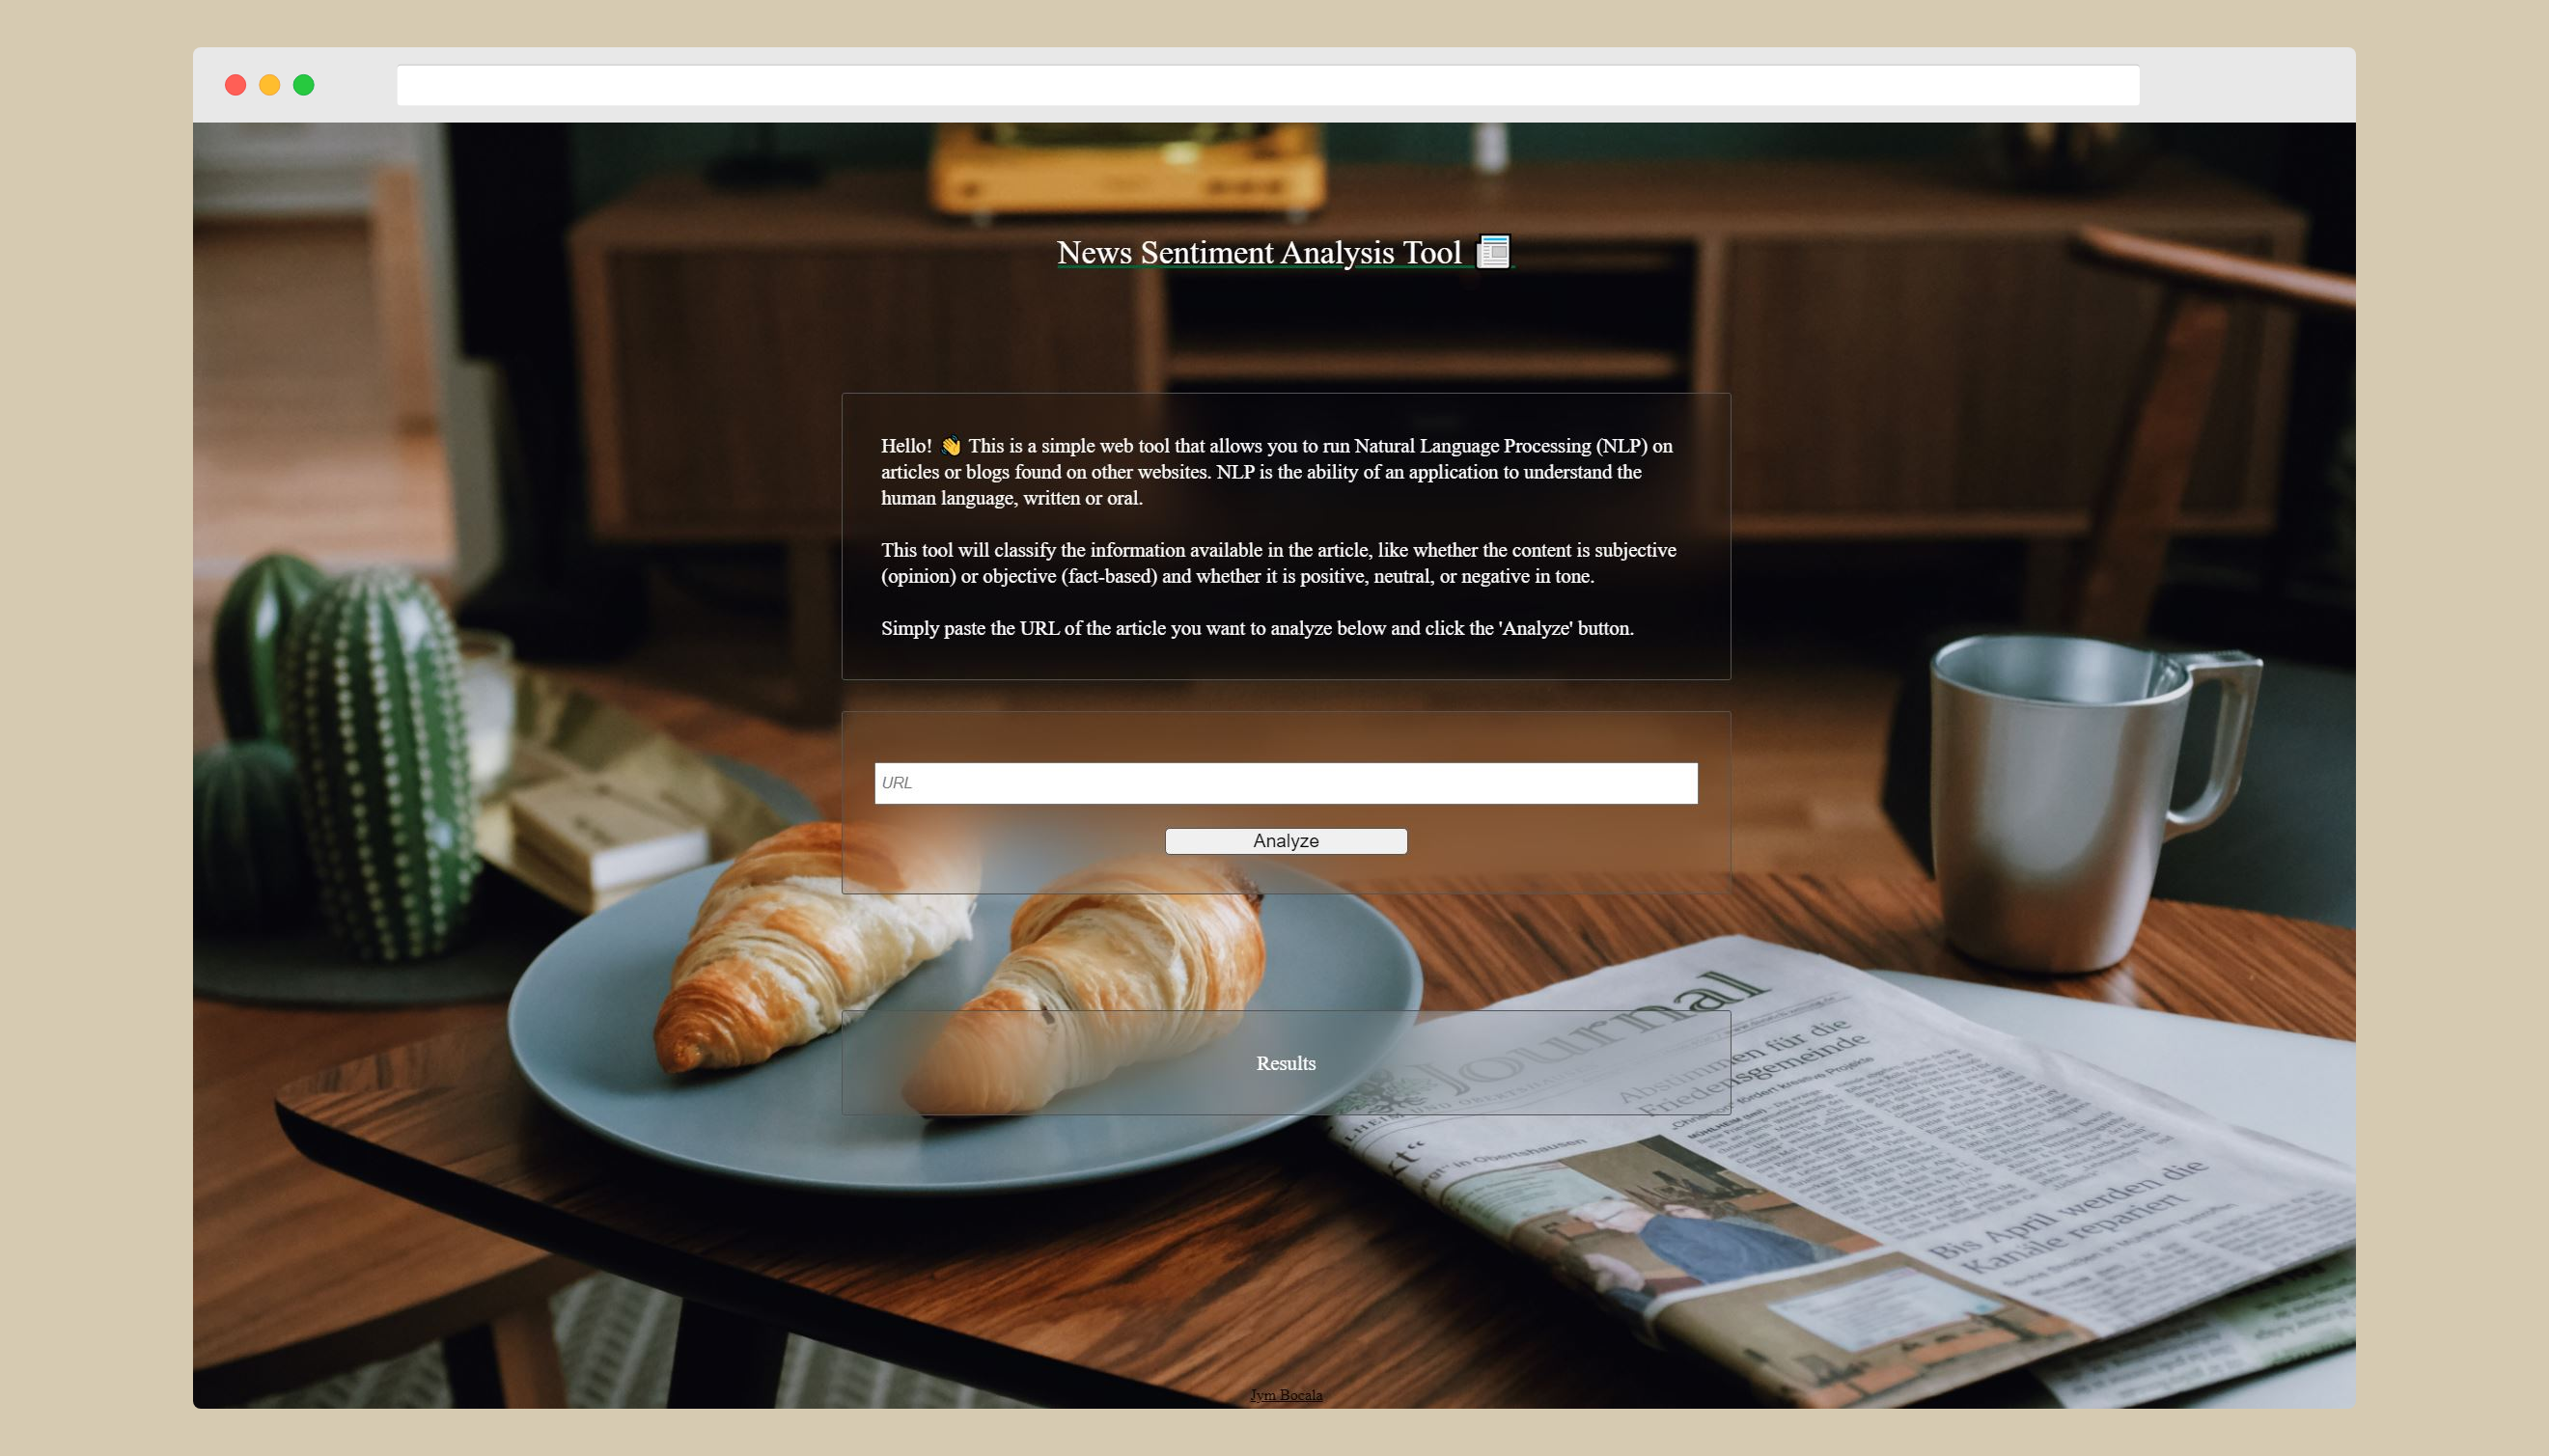 News Sentiment Analysis Tool 📰
Hello! 👋 This is a simple web tool that allows you to run Natural Language Processing (NLP) on
articles or blogs found on other websites. NLP is the ability of an application to understand the
human language, written or oral.
This tool will classify the information available in the article, like whether the content is subjective
(opinion) or objective (fact-based) and whether it is positive, neutral, or negative in tone.
Simply paste the URL of the article you want to analyze below and click the 'Analyze' button.
URL
Analyze
Results
Journal
Abstimmen für die
Friedensgemeinde
in Obertshausen
Bis April werden die
Kanäle repariert
Jym Bocala